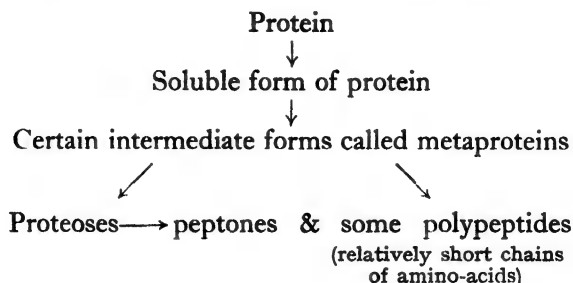 Protein
↓
Soluble form of protein
↓
Certain intermediate forms called metaproteins
↙ ↘
Proteoses⟶peptones & some polypeptides
(relatively short chains
of amino-acids)